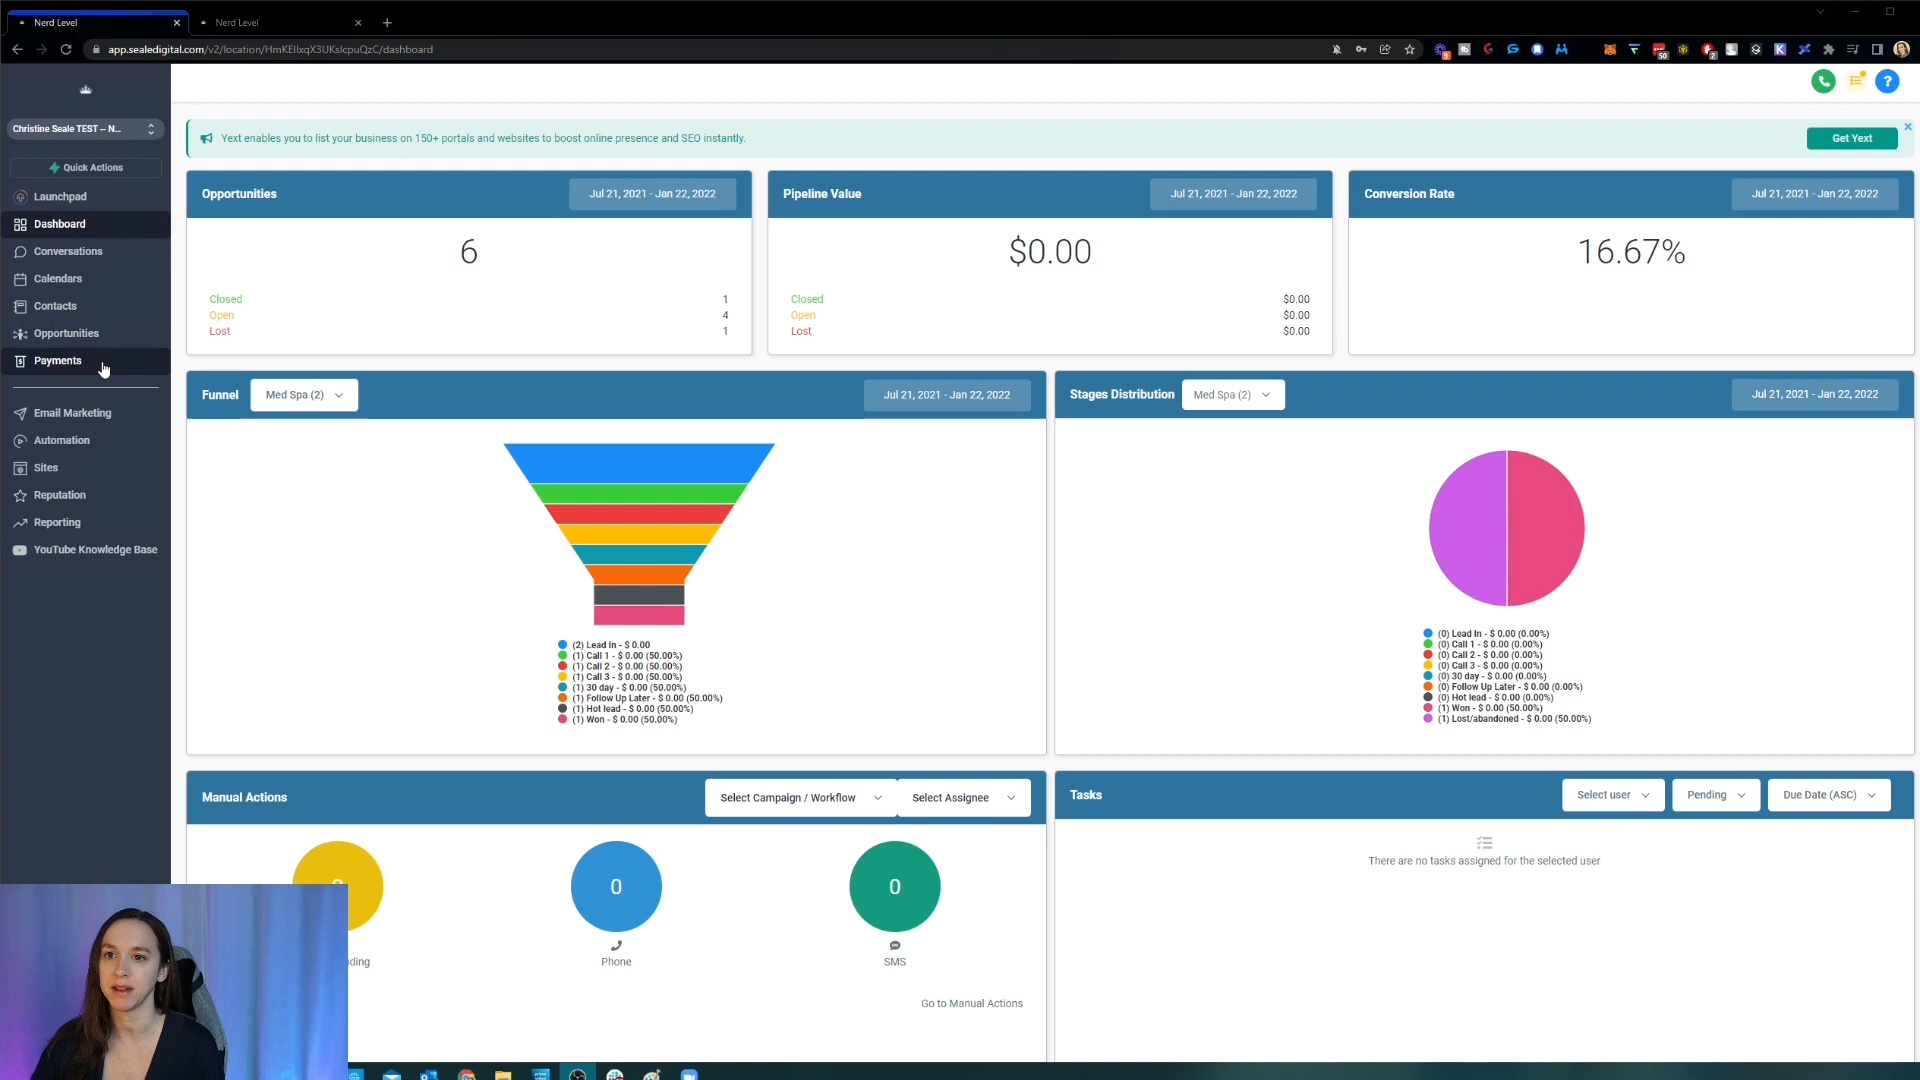 Nerd Level
Nerd Level
app.sealedigital.com/v2/location/HmKEIlxqX3UKslcpuQzC/dashboard
Christine Seale TEST – N...
Quick Actions
Launchpad
Dashboard
Conversations
Calendars
Contacts
Opportunities
Payments
Email Marketing
Automation
Sites
Reputation
Reporting
YouTube Knowledge Base
Yext enables you to list your business on 150+ portals and websites to boost online presence and SEO instantly.
Get Yext
Opportunities
Jul 21, 2021 - Jan 22, 2022
6
Closed 1
Open 4
Lost 1
Pipeline Value
Jul 21, 2021 - Jan 22, 2022
$0.00
Closed $0.00
Open $0.00
Lost $0.00
Conversion Rate
Jul 21, 2021 - Jan 22, 2022
16.67%
Funnel
Med Spa (2)
Jul 21, 2021 - Jan 22, 2022
(2) Lead In - $ 0.00
(1) Call 1 - $ 0.00 (50.00%)
(1) Call 2 - $ 0.00 (50.00%)
(1) Call 3 - $ 0.00 (50.00%)
(1) 30 day - $ 0.00 (50.00%)
(1) Follow Up Later - $ 0.00 (50.00%)
(1) Hot lead - $ 0.00 (50.00%)
(1) Won - $ 0.00 (50.00%)
Stages Distribution
Med Spa (2)
Jul 21, 2021 - Jan 22, 2022
(0) Lead In - $ 0.00 (0.00%)
(0) Call 1 - $ 0.00 (0.00%)
(0) Call 2 - $ 0.00 (0.00%)
(0) Call 3 - $ 0.00 (0.00%)
(0) 30 day - $ 0.00 (0.00%)
(0) Follow Up Later - $ 0.00 (0.00%)
(0) Hot lead - $ 0.00 (0.00%)
(1) Won - $ 0.00 (50.00%)
(1) Lost/abandoned - $ 0.00 (50.00%)
Manual Actions
Select Campaign / Workflow
Select Assignee
0
Phone
0
SMS
ding
Go to Manual Actions
Tasks
Select user
Pending
Due Date (ASC)
There are no tasks assigned for the selected user